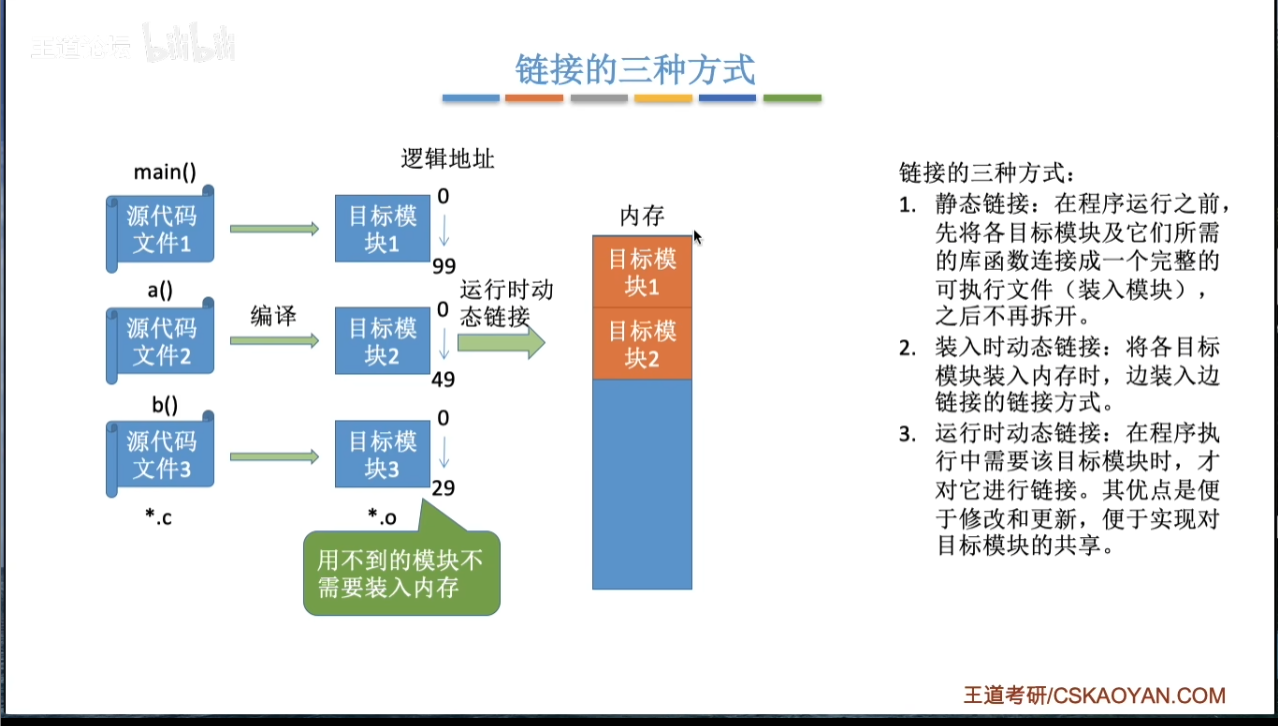 王道论坛 bilibili
链接的三种方式
main()
源代码
文件1
a()
源代码
文件2
b()
源代码
文件3
*.c
编译
逻辑地址
目标模
块1
0
99
目标模
块2
0
49
目标模
块3
0
29
*.o
用不到的模块不
需要装入内存
运行时动
态链接
内存
目标模
块1
目标模
块2
链接的三种方式：
1. 静态链接：在程序运行之前，
先将各目标模块及它们所需
的库函数连接成一个完整的
可执行文件（装入模块），
之后不再拆开。
2. 装入时动态链接：将各目标
模块装入内存时，边装入边
链接的链接方式。
3. 运行时动态链接：在程序执
行中需要该目标模块时，才
对它进行链接。其优点是便
于修改和更新，便于实现对
目标模块的共享。
王道考研/CSKAOYAN.COM